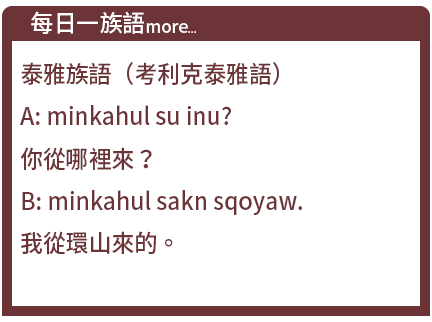 每日一族語more...
泰雅族語（考利克泰雅語）
A: minkahul su inu?
你從哪裡來？
B: minkahul sakn sqoyaw.
我從環山來的。